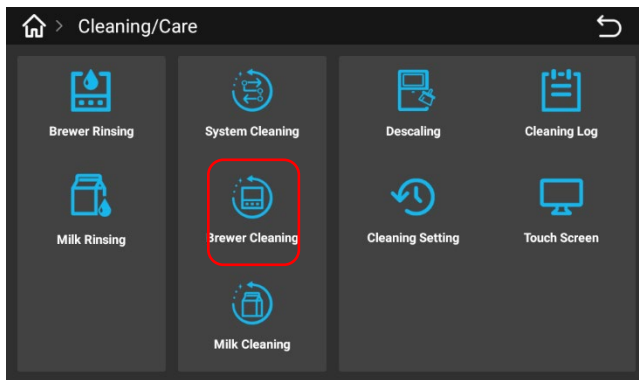 > Cleaning/Care
Brewer Rinsing
System Cleaning
Descaling
Cleaning Log
Milk Rinsing
Brewer Cleaning
Cleaning Setting
Touch Screen
Milk Cleaning